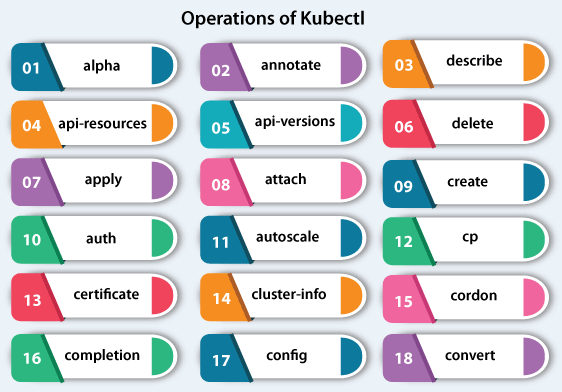 Operations of Kubectl
01 alpha
02 annotate
03 describe
04 api-resources
05 api-versions
06 delete
07 apply
08 attach
09 create
10 auth
11 autoscale
12 cp
13 certificate
14 cluster-info
15 cordon
16 completion
17 config
18 convert